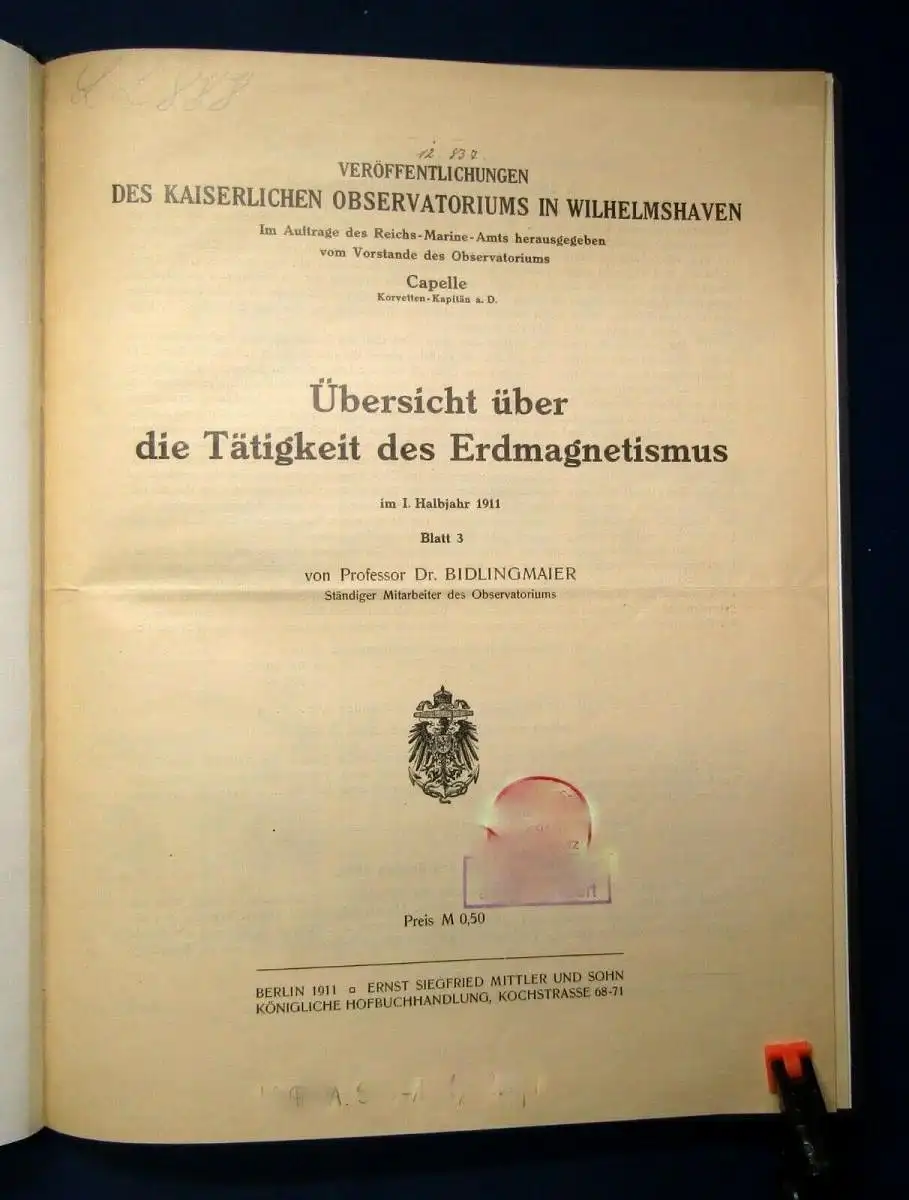 12 837
VERÖFFENTLICHUNGEN
DES KAISERLICHEN OBSERVATORIUMS IN WILHELMSHAVEN
Im Auftrage des Reichs-Marine-Amts herausgegeben
vom Vorstande des Observatoriums
Capelle
Korvetten-Kapitän a. D.
Übersicht über
die Tätigkeit des Erdmagnetismus
im I. Halbjahr 1911
Blatt 3
von Professor Dr. BIDLINGMAIER
Ständiger Mitarbeiter des Observatoriums
Preis M 0,50
BERLIN 1911 ▫ ERNST SIEGFRIED MITTLER UND SOHN
KÖNIGLICHE HOFBUCHHANDLUNG, KOCHSTRASSE 68-71